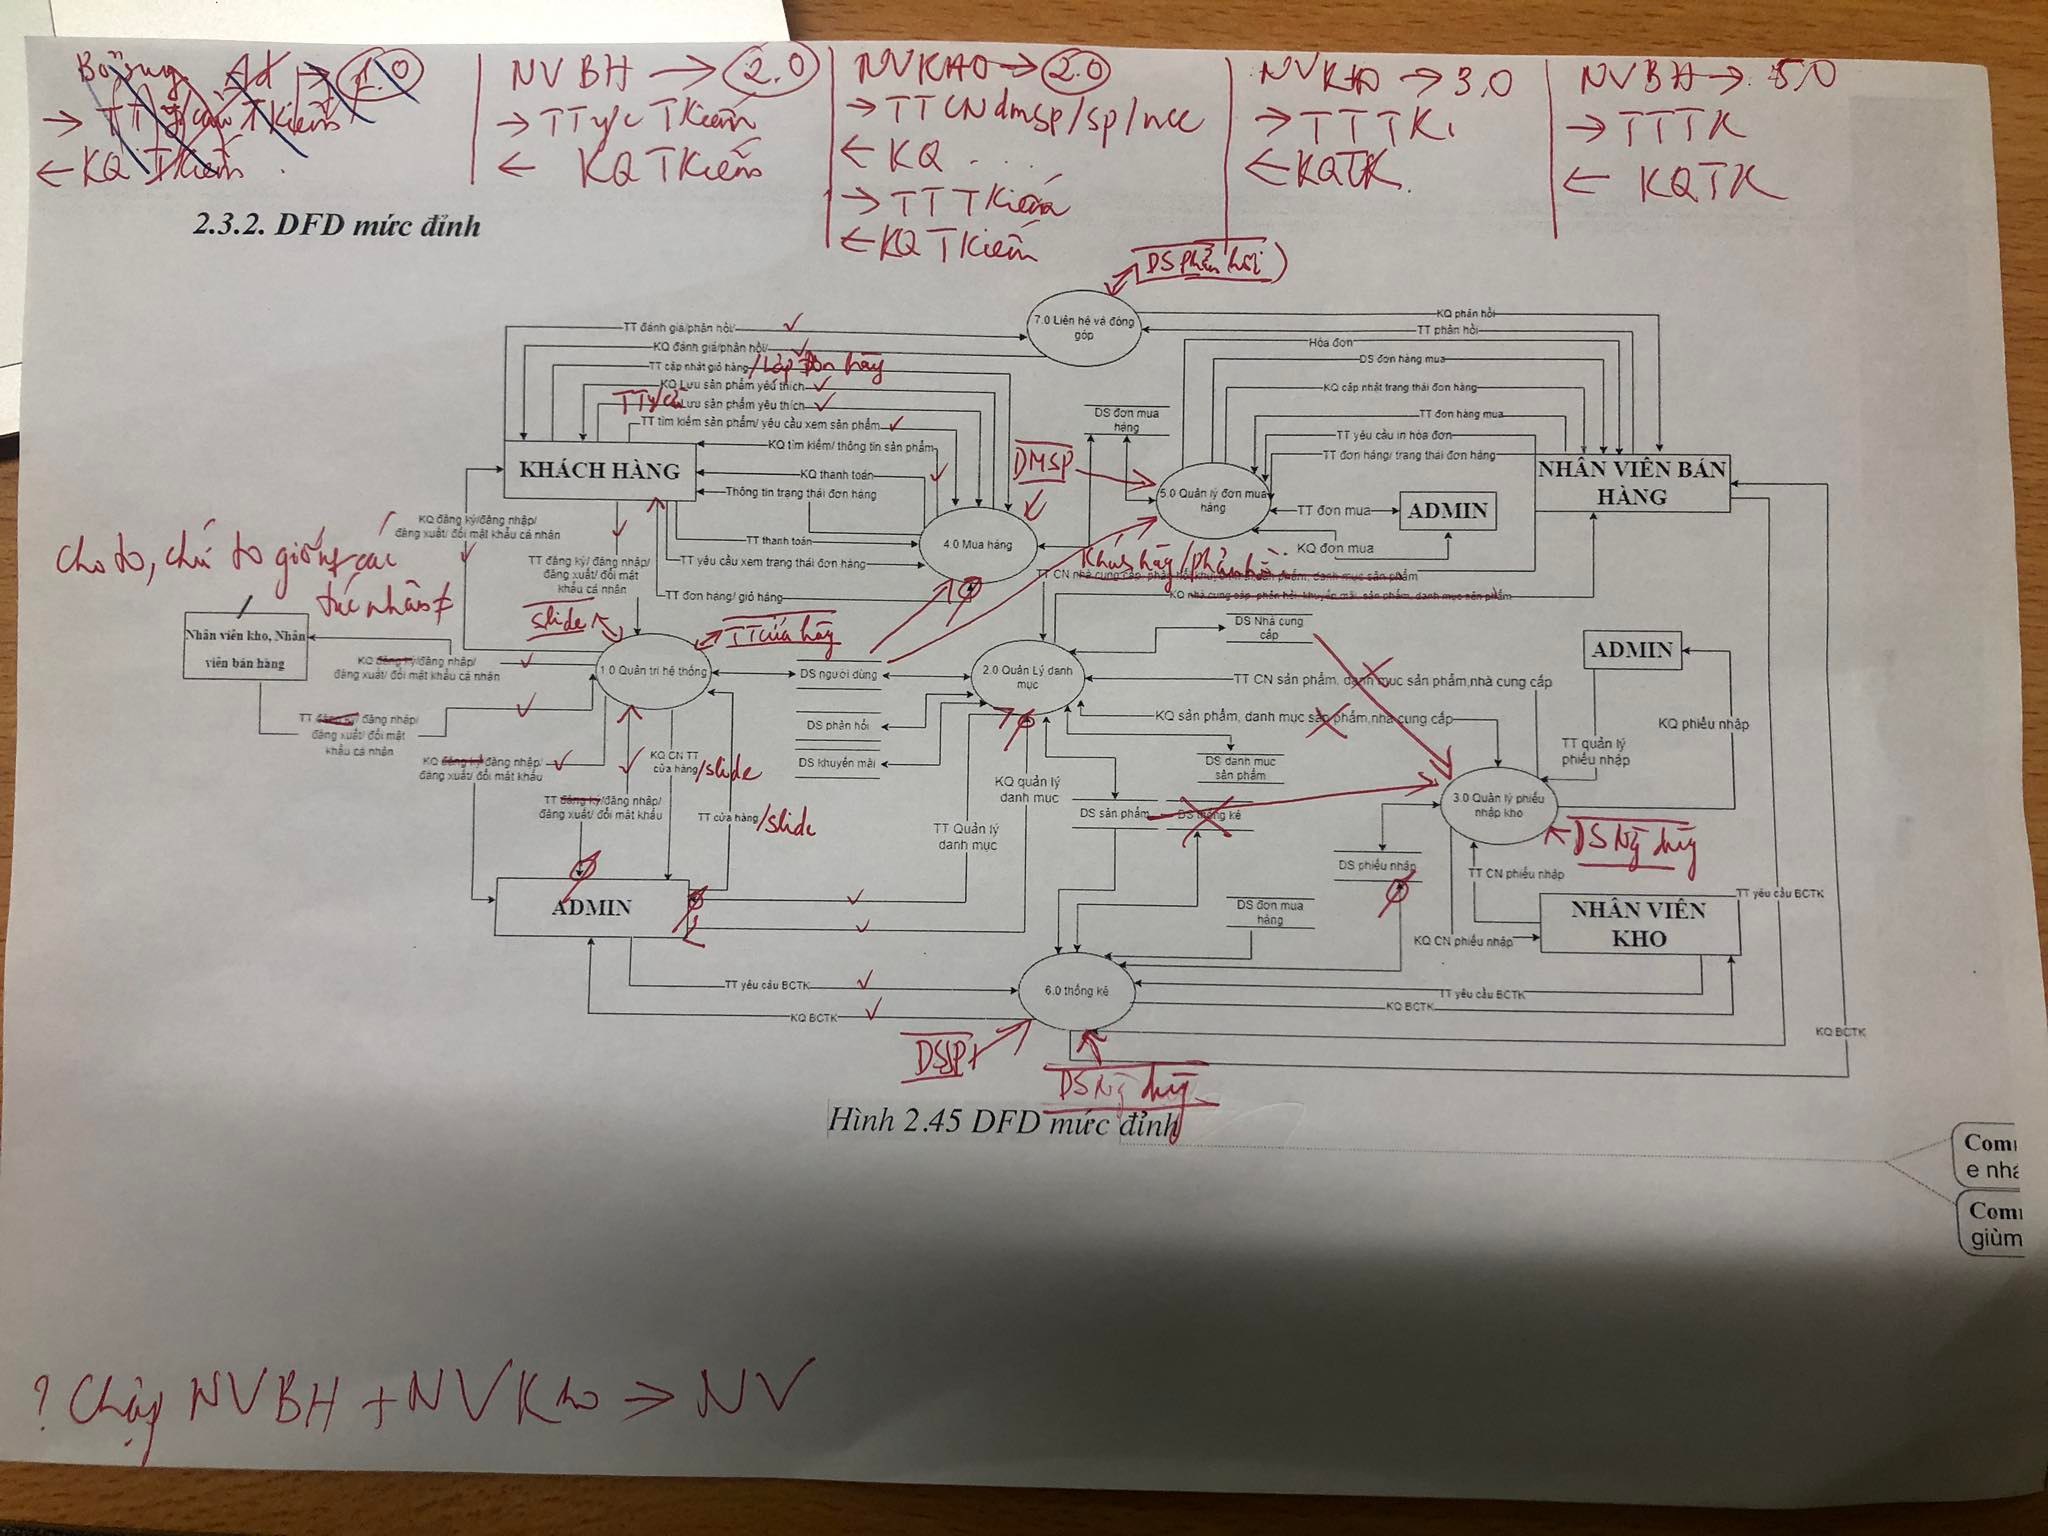 Bổ sung Ad → 1.0
→ TT y/cầu TKiếm
← KQ TKiếm
NVBH → 2.0
→ TT y/c TKiếm
← KQ TKiếm
NVKHO → 2.0
→ TTCN dmsp/sp/ncc
← KQ ...
→ TT TKiếm
← KQ TKiếm
NVKHO → 3.0
→ TTTK
← KQTK
NVBH → 5.0
→ TTTK
← KQTK
2.3.2. DFD mức đỉnh
DS phản hồi
7.0 Liên hệ và đóng
góp
TT đánh giá/phản hồi/
KQ đánh giá/phản hồi/
TT cập nhật giỏ hàng /Lập đơn hàng
KQ Lưu sản phẩm yêu thích
TT y/cầu Lưu sản phẩm yêu thích
TT tìm kiếm sản phẩm/ yêu cầu xem sản phẩm
KQ tìm kiếm/ thông tin sản phẩm
KQ thanh toán
Thông tin trạng thái đơn hàng
KHÁCH HÀNG
TT thanh toán
TT yêu cầu xem trạng thái đơn hàng
TT đơn hàng/ giỏ hàng
4.0 Mua hàng
DMSP
DS đơn mua
hàng
KQ phản hồi
TT phản hồi
Hóa đơn
DS đơn hàng mua
KQ cập nhật trạng thái đơn hàng
TT đơn hàng mua
TT yêu cầu in hóa đơn
TT đơn hàng/ trạng thái đơn hàng
NHÂN VIÊN BÁN
HÀNG
5.0 Quản lý đơn mua
hàng
TT đơn mua
ADMIN
KQ đơn mua
Khách hàng/phản hồi
TT CN nhà cung cấp, phản hồi khuyến mãi, sản phẩm, danh mục sản phẩm
KQ nhà cung cấp, phản hồi, khuyến mãi, sản phẩm, danh mục sản phẩm
KQ đăng ký/đăng nhập/
đăng xuất/ đổi mật khẩu cá nhân
TT đăng ký/ đăng nhập/
đăng xuất/ đổi mật
khẩu cá nhân
cho to, chữ to giống các
tác nhân ≠
slide
TT cửa hàng
Nhân viên kho, Nhân
viên bán hàng
KQ đăng ký/đăng nhập/
đăng xuất/ đổi mật khẩu cá nhân
TT đăng ký/ đăng nhập/
đăng xuất/ đổi mật
khẩu cá nhân
1.0 Quản trị hệ thống
DS người dùng
DS phản hồi
DS khuyến mãi
2.0 Quản Lý danh
mục
DS Nhà cung
cấp
TT CN sản phẩm, danh mục sản phẩm,nhà cung cấp
KQ sản phẩm, danh mục sản phẩm,nhà cung cấp
DS danh mục
sản phẩm
ADMIN
KQ phiếu nhập
TT quản lý
phiếu nhập
KQ đăng ký/đăng nhập/
đăng xuất/ đổi mật khẩu
TT đăng ký/đăng nhập/
đăng xuất/ đổi mật khẩu
KQ CN TT
cửa hàng /slide
TT cửa hàng /slide
KQ quản lý
danh mục
TT Quản lý
danh mục
DS sản phẩm
DS thống kê
3.0 Quản lý phiếu
nhập kho
DS Ng dùng
DS phiếu nhập
TT CN phiếu nhập
KQ CN phiếu nhập
NHÂN VIÊN
KHO
TT yêu cầu BCTK
ADMIN
DS đơn mua
hàng
TT yêu cầu BCTK
KQ BCTK
6.0 thống kê
TT yêu cầu BCTK
KQ BCTK
KQ BCTK
DSSP
DS Ng dùng
Hình 2.45 DFD mức đỉnh
? Chập NVBH + NVKho ⇒ NV